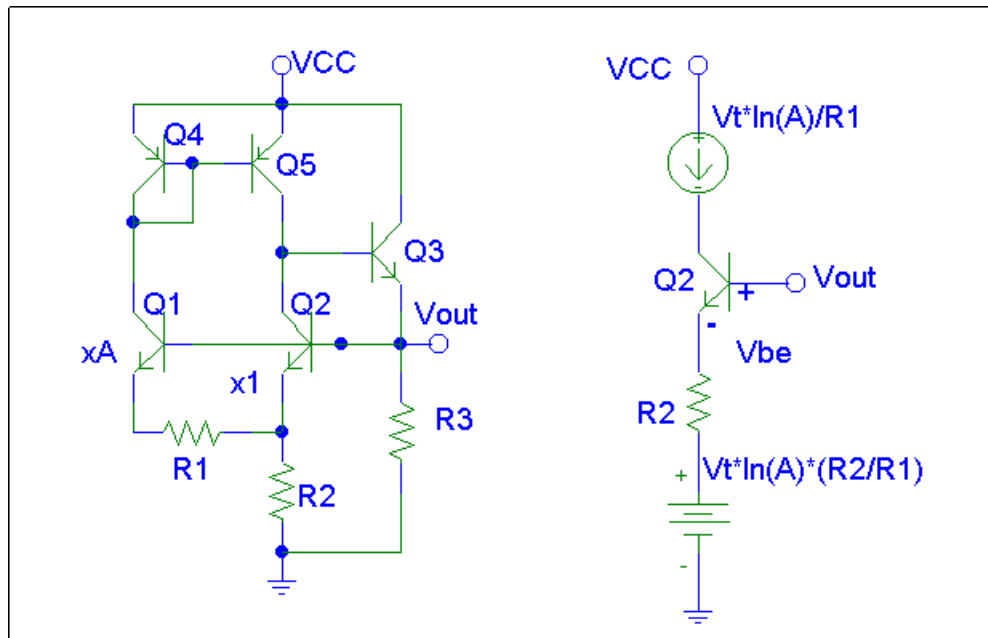 VCC
Q4
Q5
Q3
Q1
Q2
Vout
xA
x1
R1
R2
R3
VCC
Vt*ln(A)/R1
+
-
Q2
+
Vout
-
Vbe
R2
+
Vt*ln(A)*(R2/R1)
-